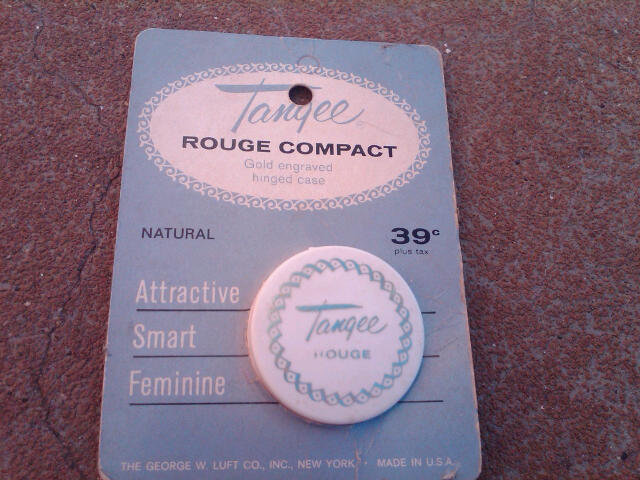 Tangee
ROUGE COMPACT
Gold engraved
hinged case
NATURAL
39c
plus tax
Attractive
Smart
Feminine
Tangee
ROUGE
THE GEORGE W. LUFT CO., INC., NEW YORK • MADE IN U.S.A.